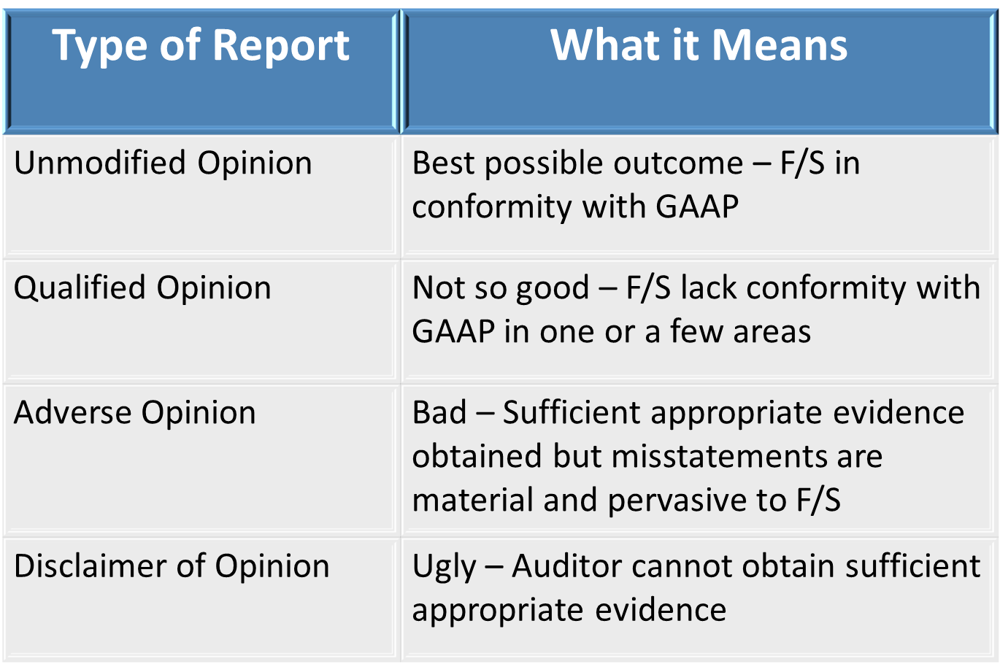 Type of Report
What it Means
Unmodified Opinion
Best possible outcome – F/S in
conformity with GAAP
Qualified Opinion
Not so good – F/S lack conformity with
GAAP in one or a few areas
Adverse Opinion
Bad – Sufficient appropriate evidence
obtained but misstatements are
material and pervasive to F/S
Disclaimer of Opinion
Ugly – Auditor cannot obtain sufficient
appropriate evidence